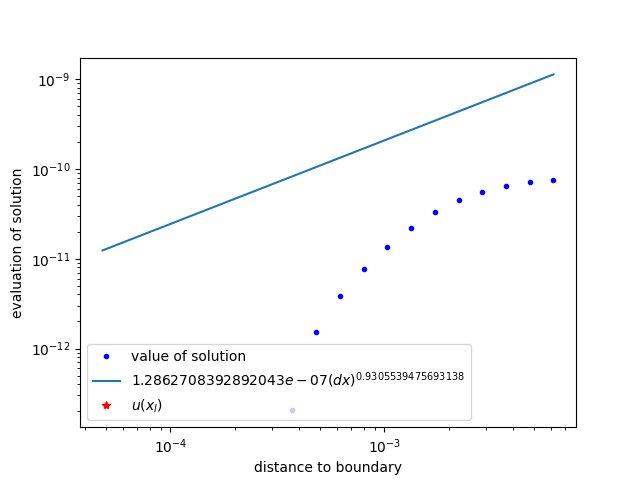 10^{-9}
10^{-10}
10^{-11}
10^{-12}
evaluation of solution
value of solution
1.2862708392892043e − 07(dx)^{0.9305539475693138}
u(x_l)
10^{-4} 10^{-3}
distance to boundary